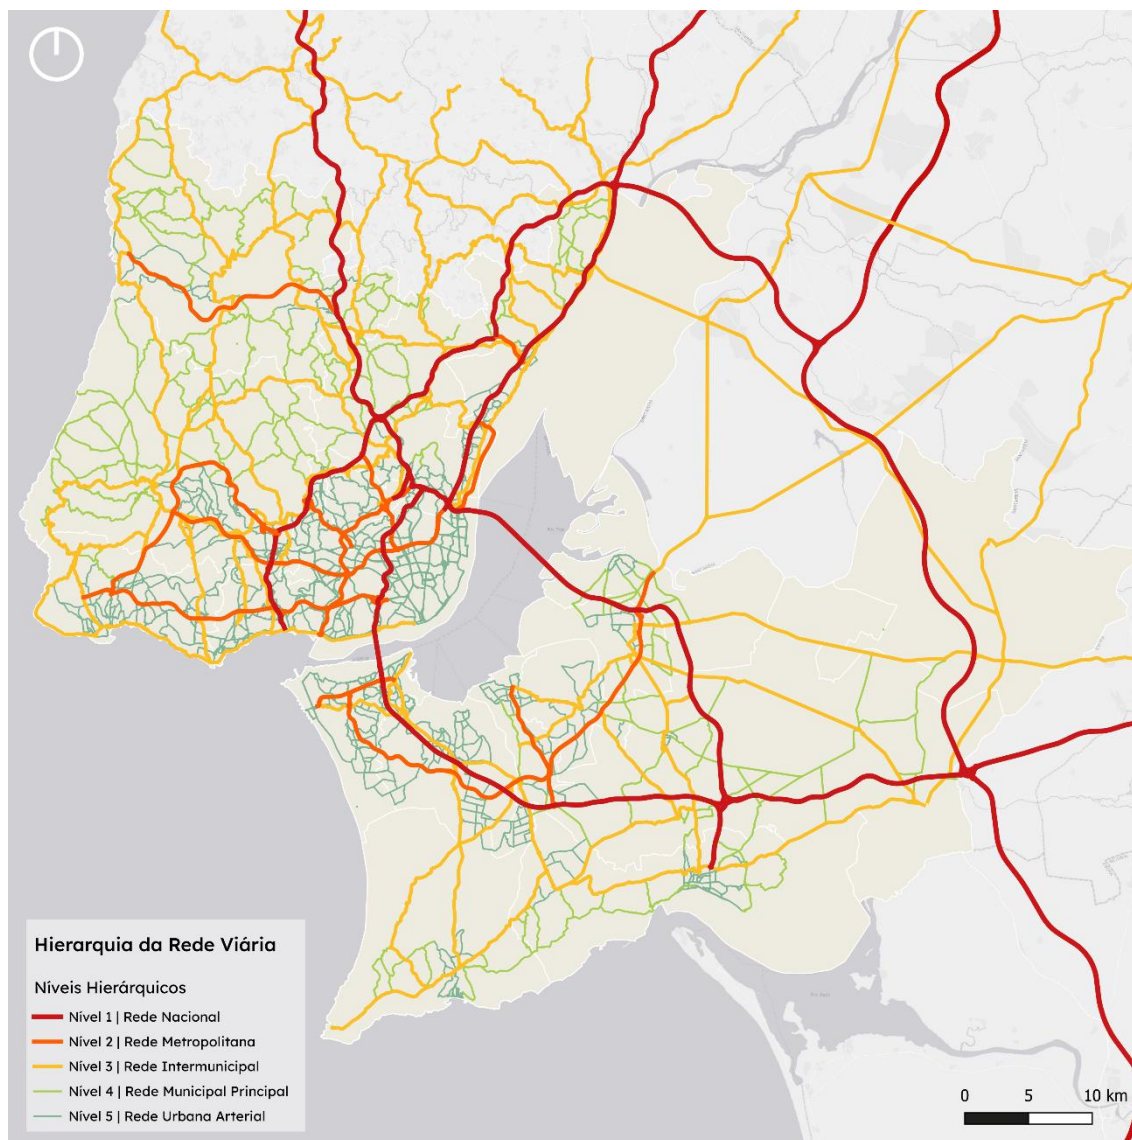 Hierarquia da Rede Viária
Níveis Hierárquicos
Nível 1 | Rede Nacional
Nível 2 | Rede Metropolitana
Nível 3 | Rede Intermunicipal
Nível 4 | Rede Municipal Principal
Nível 5 | Rede Urbana Arterial
0 5 10 km